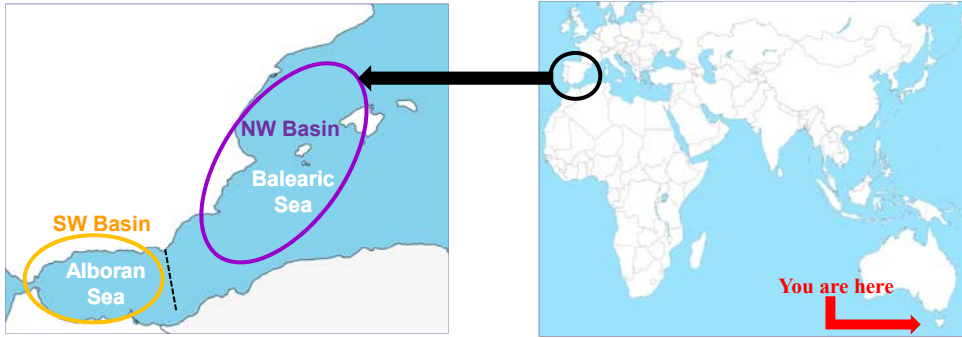 NW Basin
Balearic
Sea
SW Basin
Alboran
Sea
You are here